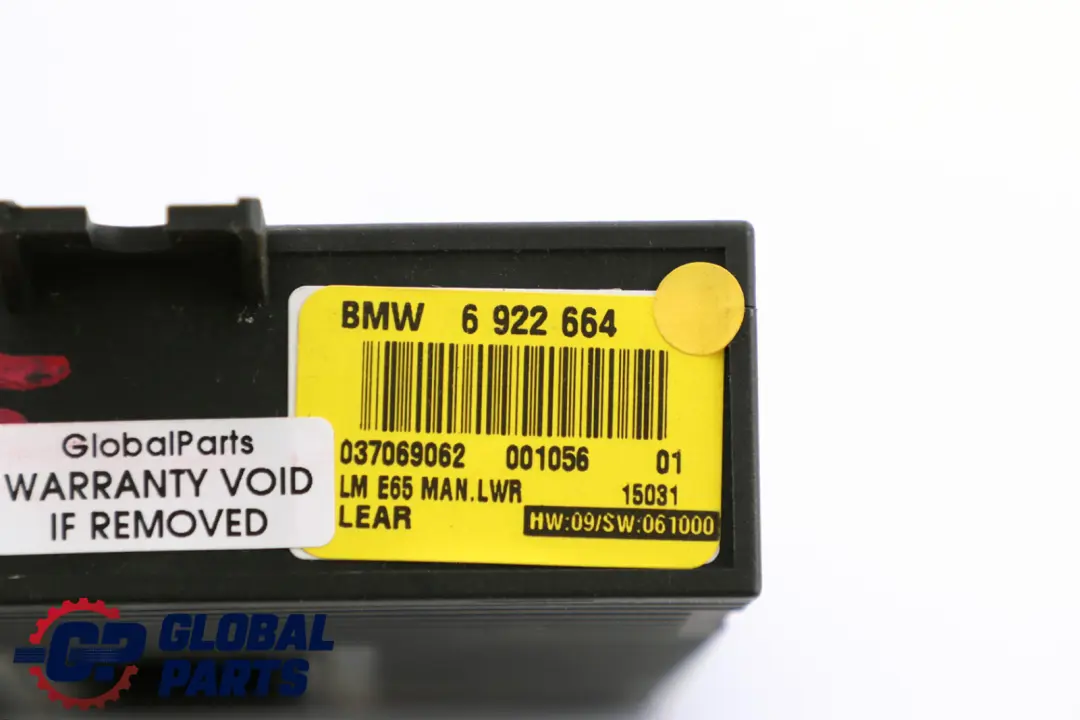 BMW 6 922 664
037069062 001056 01
LM E65 MAN.LWR 15031
LEAR HW:09/SW:061000
GlobalParts
WARRANTY VOID
IF REMOVED
GP GLOBAL
PARTS